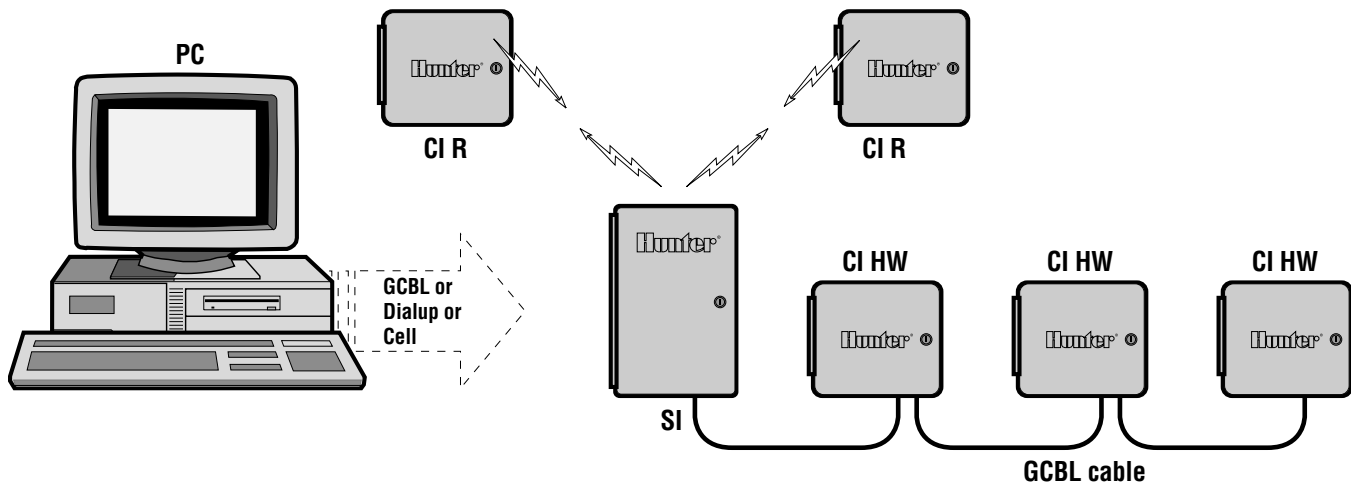 PC
Hunter®
Hunter®
CI R
CI R
GCBL or
Dialup or
Cell
Hunter®
CI HW
CI HW
CI HW
Hunter®
Hunter®
Hunter®
SI
GCBL cable